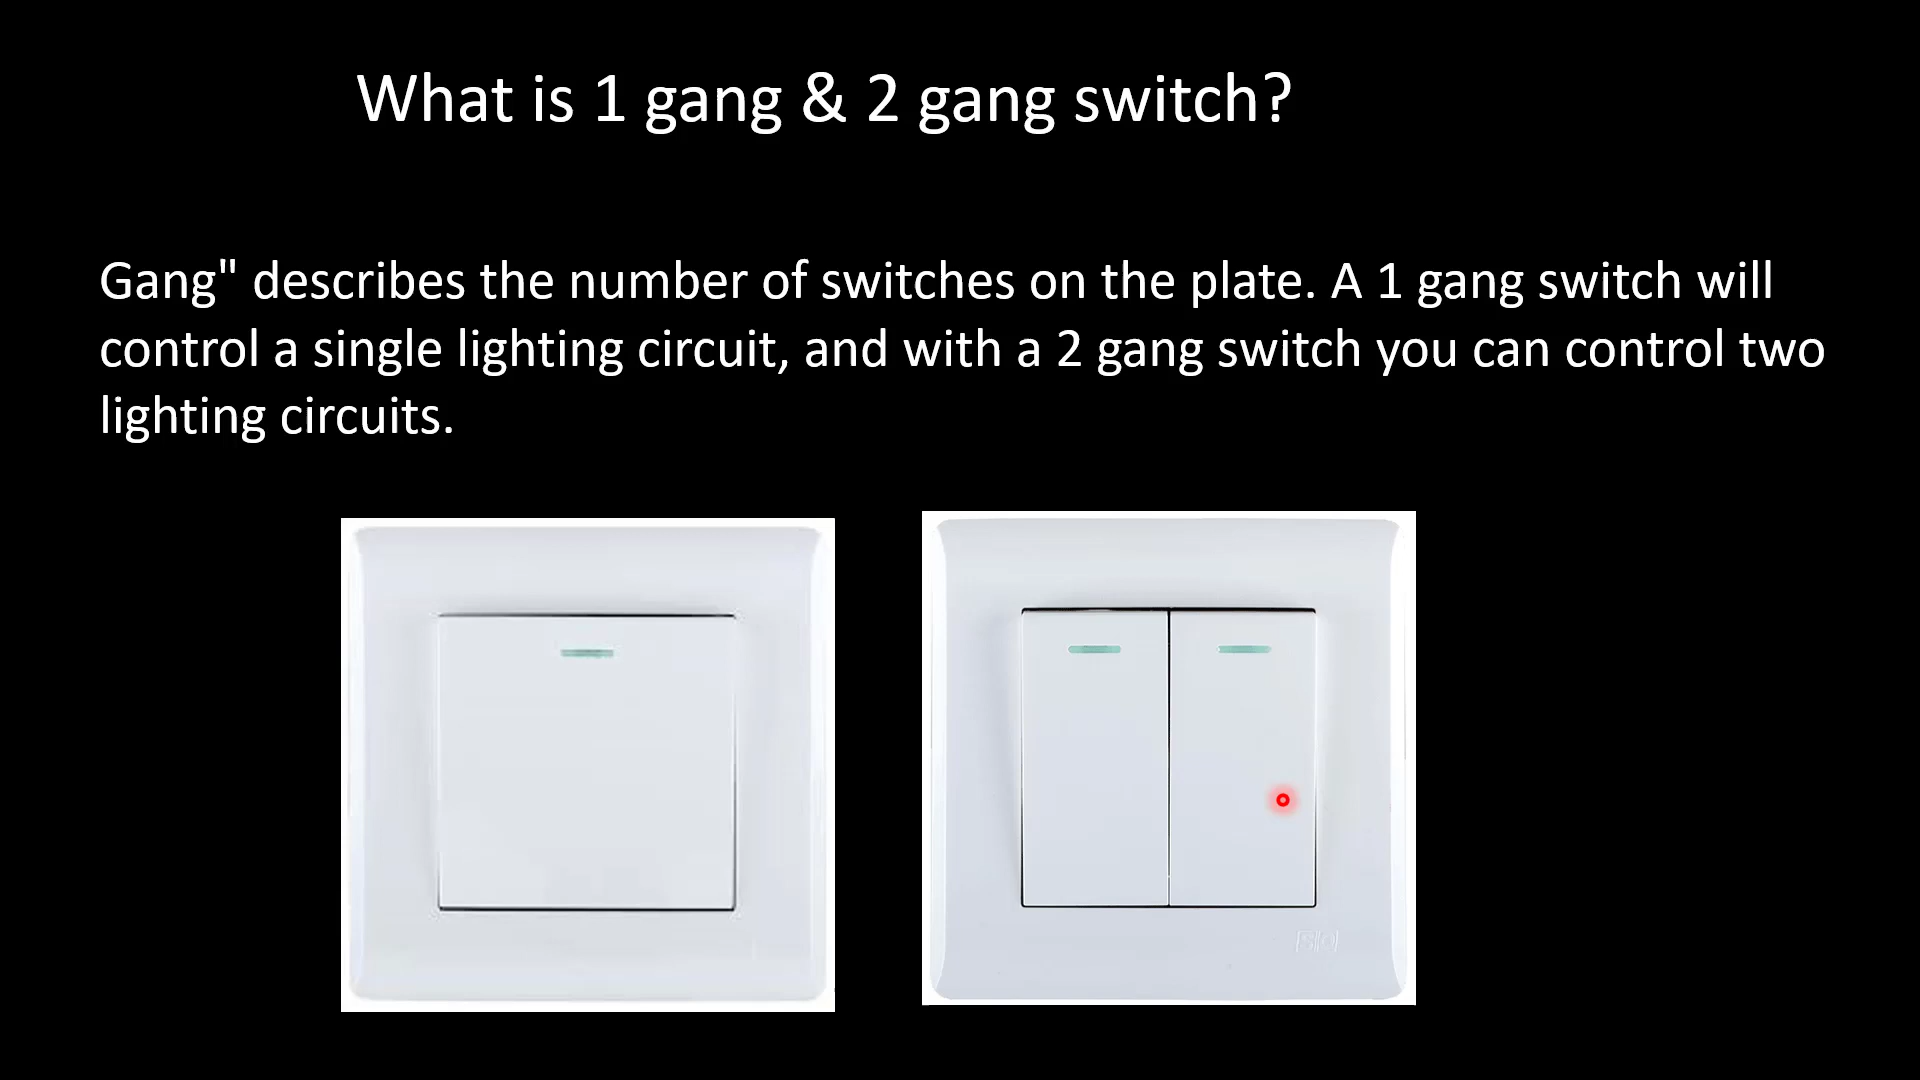 What is 1 gang & 2 gang switch?
Gang" describes the number of switches on the plate. A 1 gang switch will
control a single lighting circuit, and with a 2 gang switch you can control two
lighting circuits.